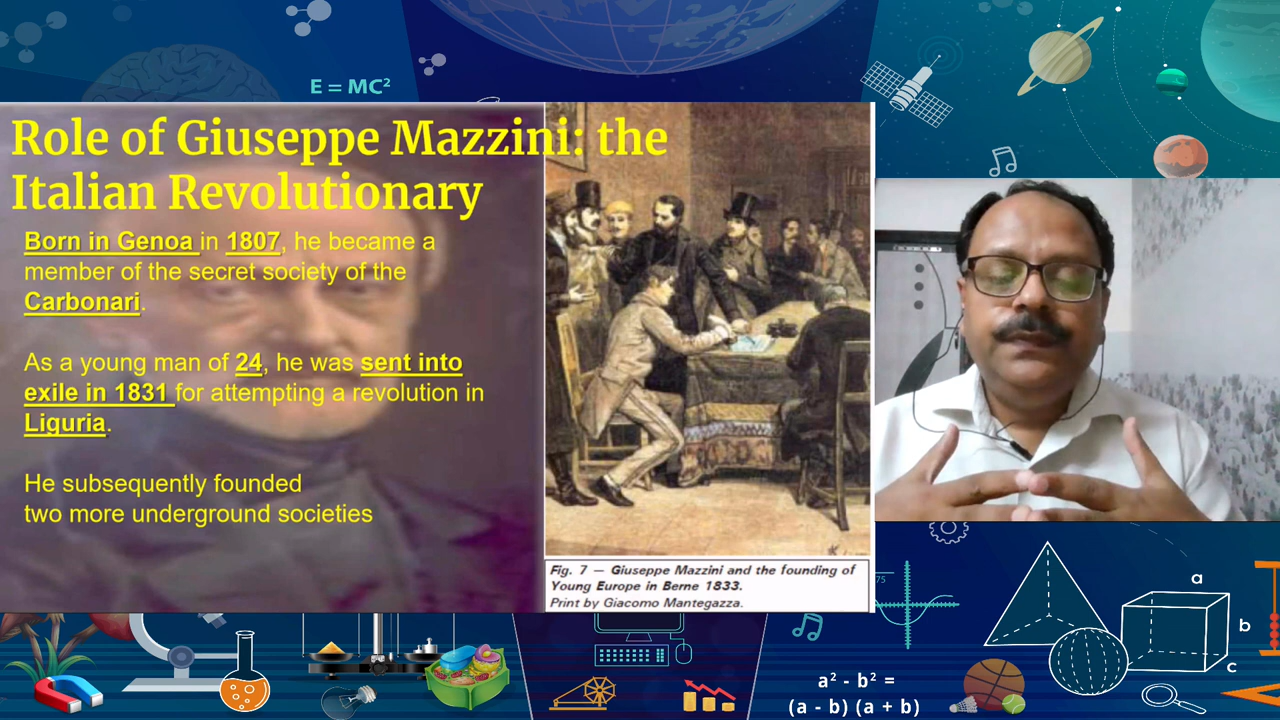 E = MC²
Role of Giuseppe Mazzini: the
Italian Revolutionary
Born in Genoa in 1807, he became a
member of the secret society of the
Carbonari.
As a young man of 24, he was sent into
exile in 1831 for attempting a revolution in
Liguria.
He subsequently founded
two more underground societies
Fig. 7 — Giuseppe Mazzini and the founding of
Young Europe in Berne 1833.
Print by Giacomo Mantegazza.
75
a
b
c
a² - b² =
(a - b) (a + b)